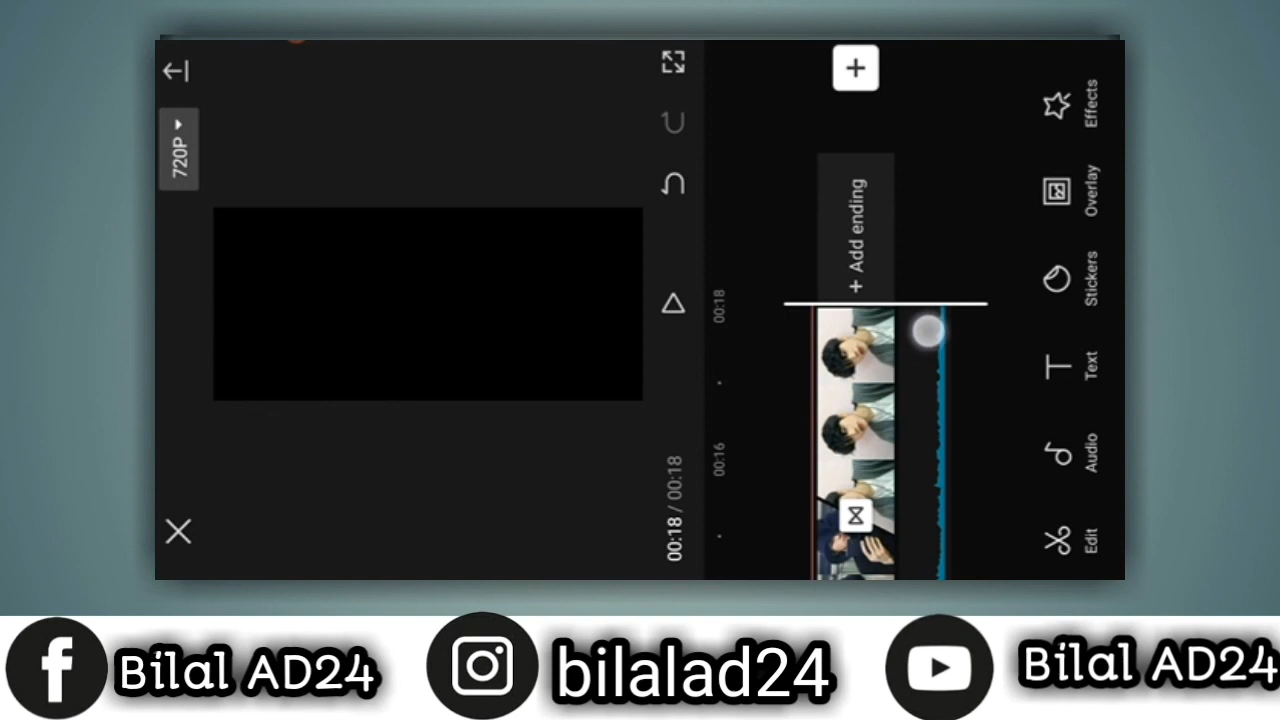 720P
00:18 / 00:18
00:16
00:18
+ Add ending
Edit
Audio
Text
Stickers
Overlay
Effects
Bilal AD24
bilalad24
Bilal AD24